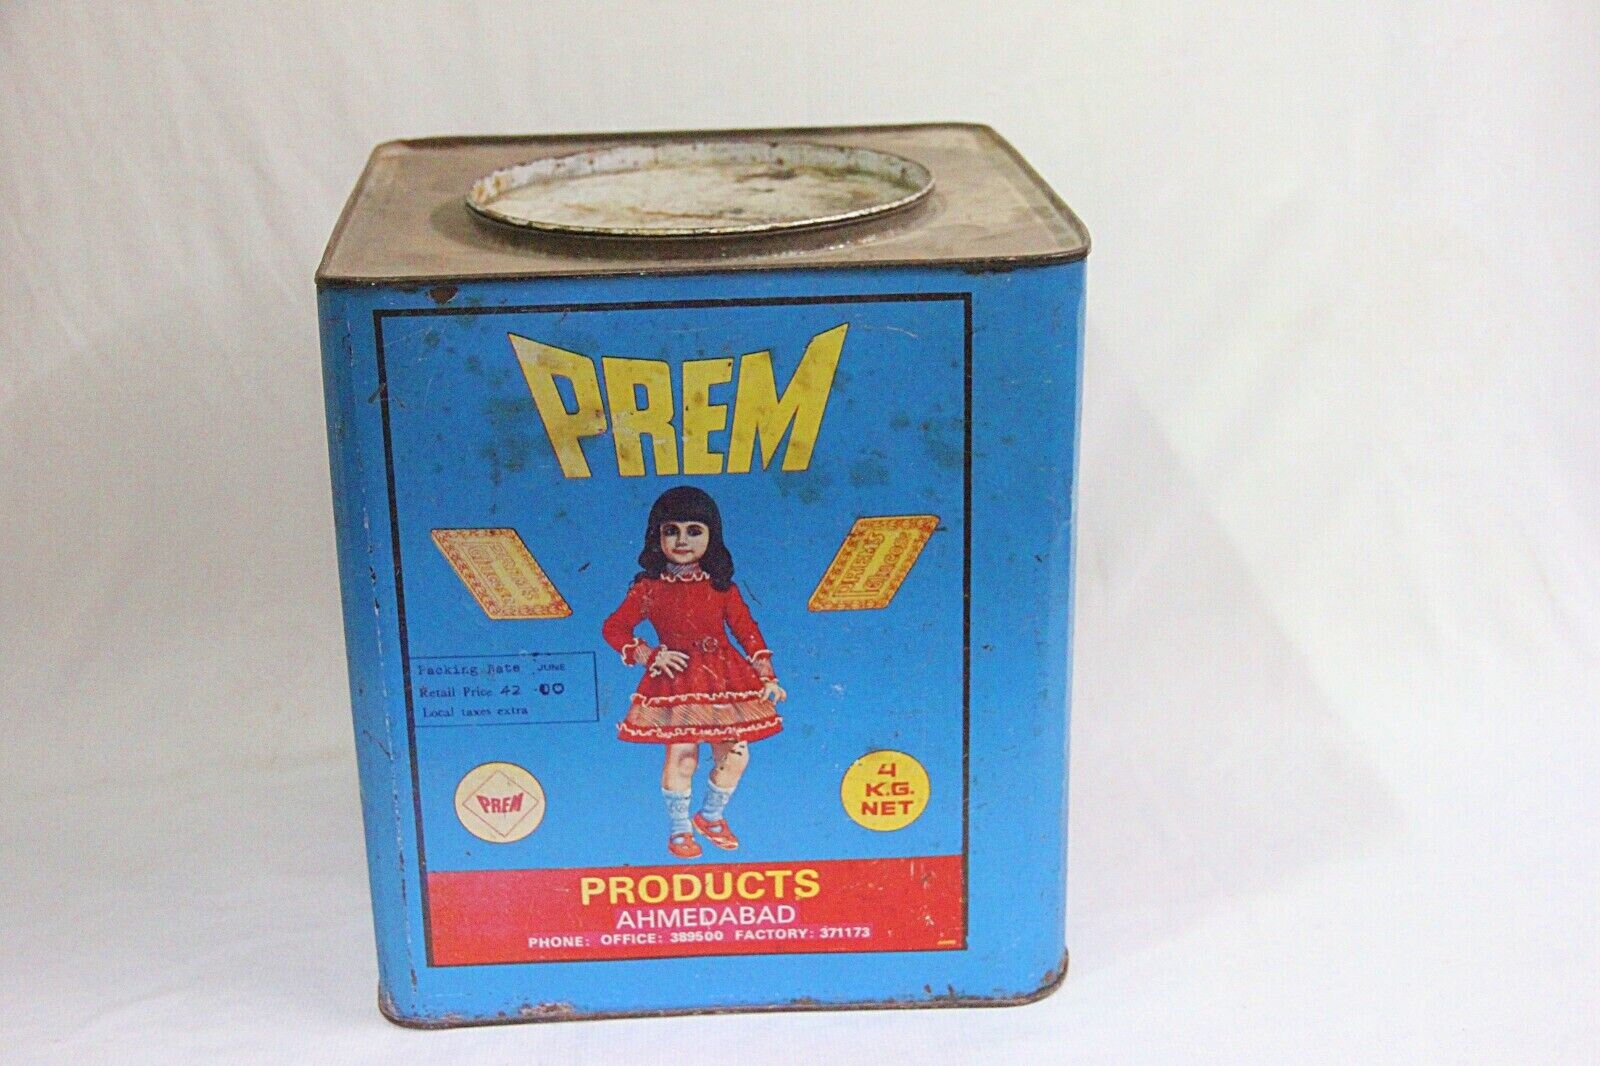 PREM
Packing Date JUNE
Retail Price 42 -00
Local taxes extra
PREM
4
K.G.
NET
PRODUCTS
AHMEDABAD
PHONE: OFFICE: 389500 FACTORY: 371173